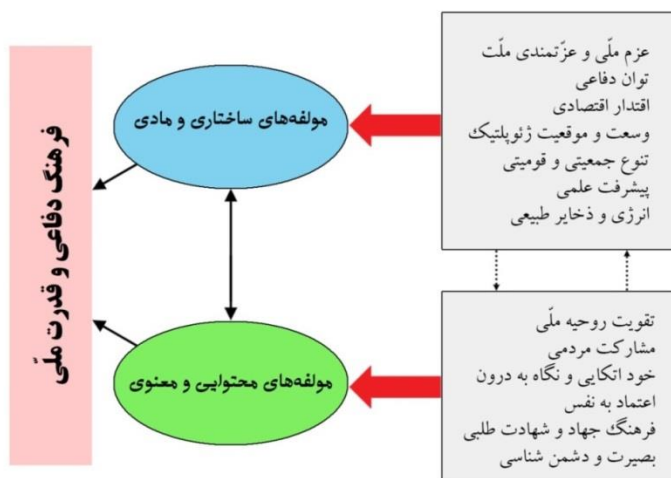 عزم ملّی و عزّتمندی ملّت
توان دفاعی
اقتدار اقتصادی
وسعت و موقعیت ژئوپلتیک
تنوع جمعیتی و قومیتی
پیشرفت علمی
انرژی و ذخایر طبیعی
تقویت روحیه ملّی
مشارکت مردمی
خود اتکایی و نگاه به درون
اعتماد به نفس
فرهنگ جهاد و شهادت طلبی
بصیرت و دشمن شناسی
مولفه‌های ساختاری و مادی
مولفه‌های محتوایی و معنوی
فرهنگ دفاعی و قدرت ملّی